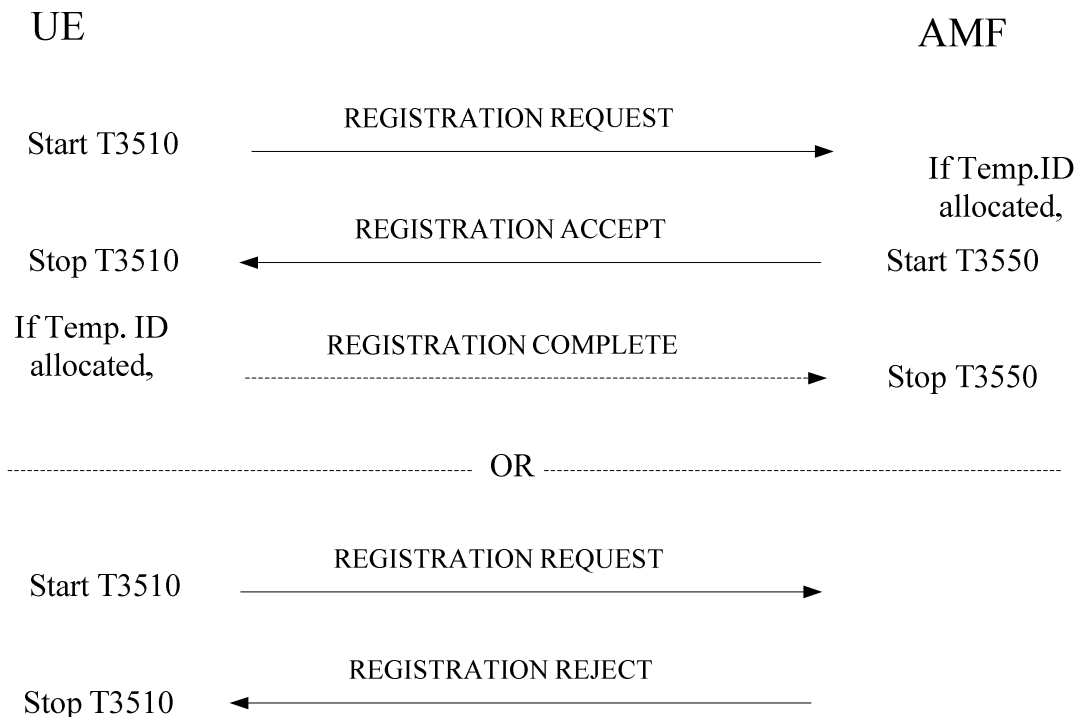 UE
AMF
REGISTRATION REQUEST
Start T3510
If Temp.ID
allocated,
REGISTRATION ACCEPT
Stop T3510
Start T3550
If Temp. ID
allocated,
REGISTRATION COMPLETE
Stop T3550
OR
REGISTRATION REQUEST
Start T3510
REGISTRATION REJECT
Stop T3510